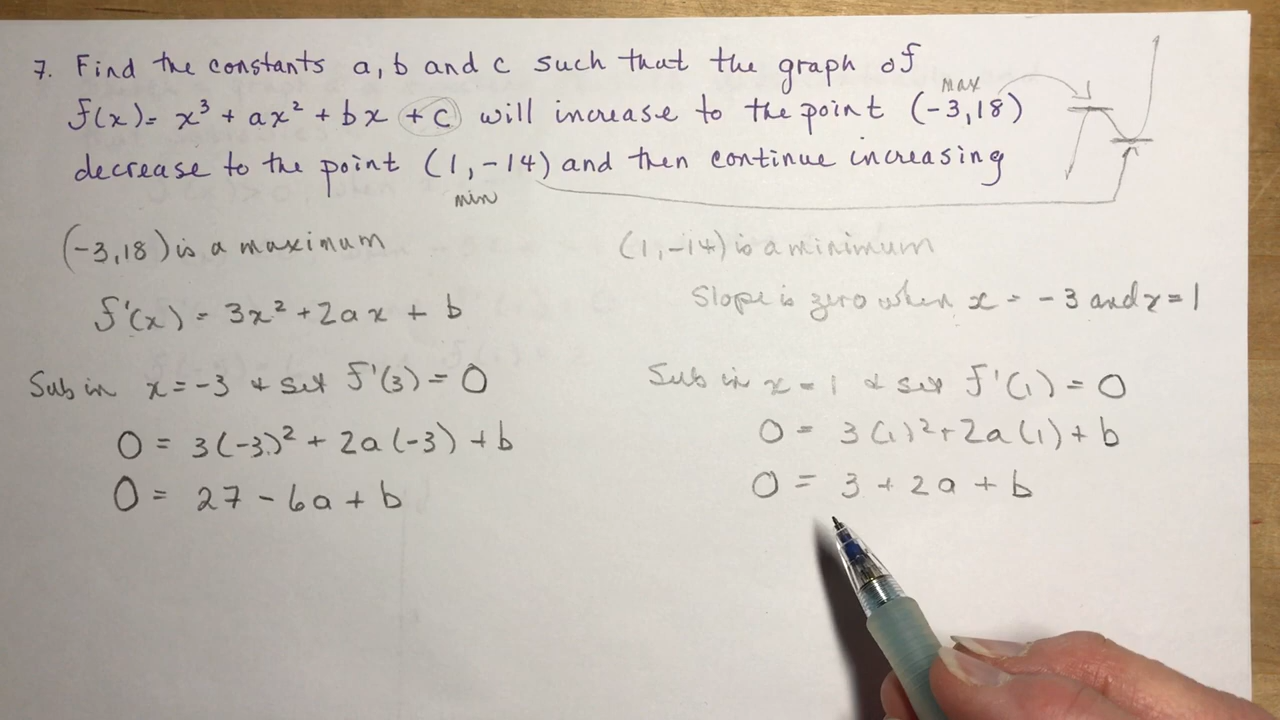 7. Find the constants a, b and c such that the graph of
max
f(x) = x³ + ax² + bx + c will increase to the point (-3,18)
decrease to the point (1,-14) and then continue increasing
min
(-3,18) is a maximum
f'(x) = 3x² + 2ax + b
Sub in x = -3 & set f'(3) = 0
0 = 3(-3)² + 2a(-3) + b
0 = 27 - 6a + b
(1,-14) is a minimum
Slope is zero when x = -3 and x = 1
Sub in x = 1 & set f'(1) = 0
0 = 3(1)² + 2a(1) + b
0 = 3 + 2a + b